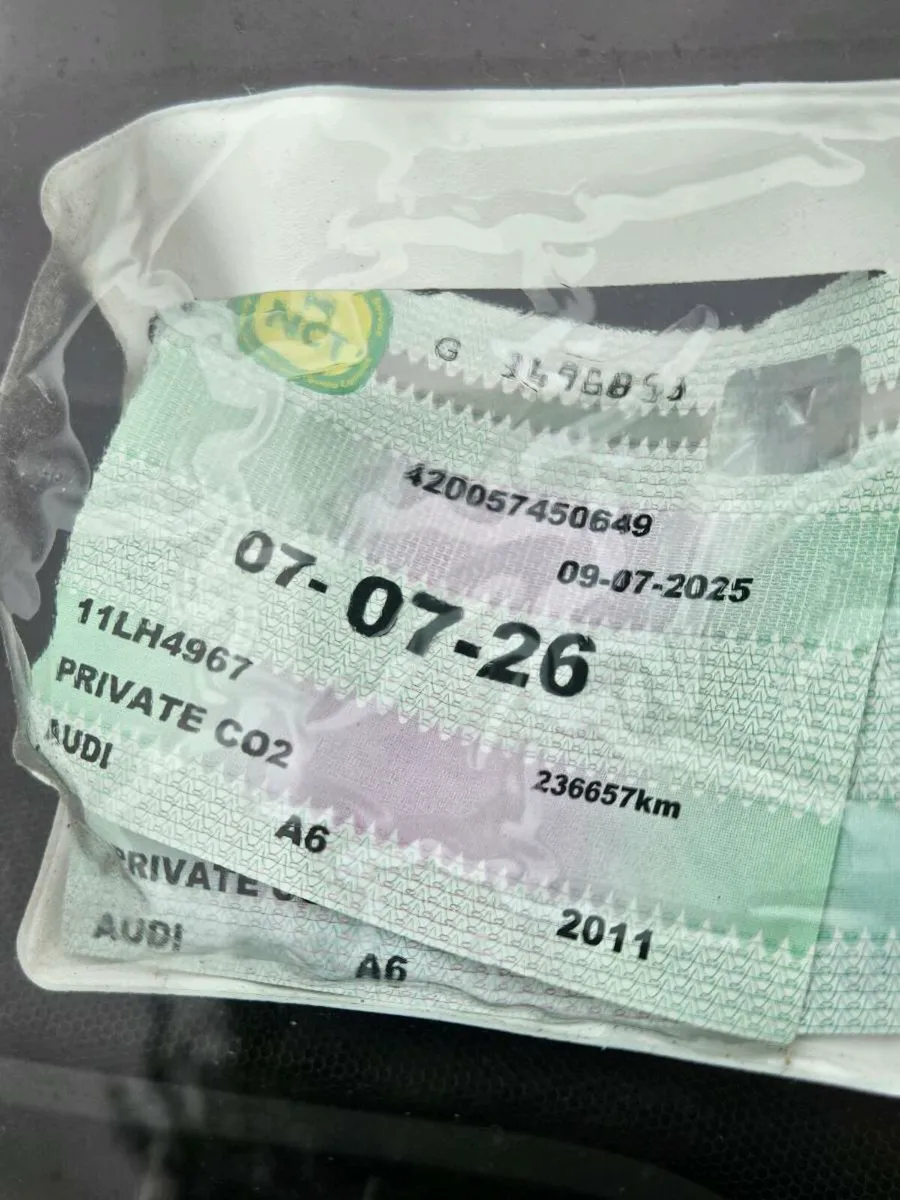 NCT
G
420057450649
09-07-2025
07-07-26
11LH4967
PRIVATE CO2
AUDI
236657km
A6
2011
PRIVATE
AUDI
A6